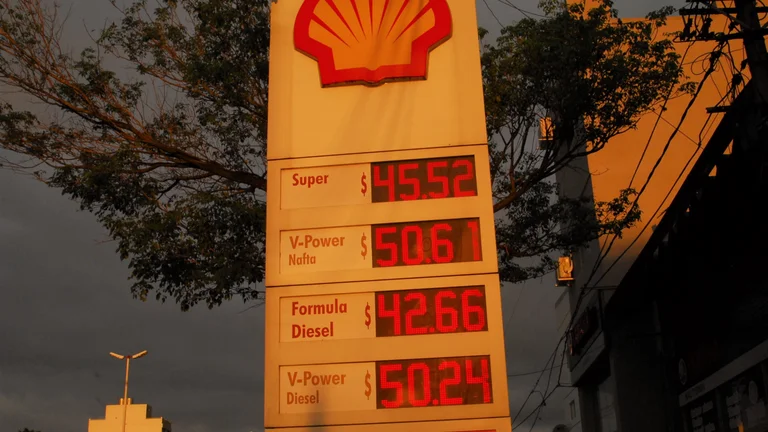 Super $ 45.52
V-Power $ 50.61
Nafta
Formula $ 42.66
Diesel
V-Power $ 50.24
Diesel